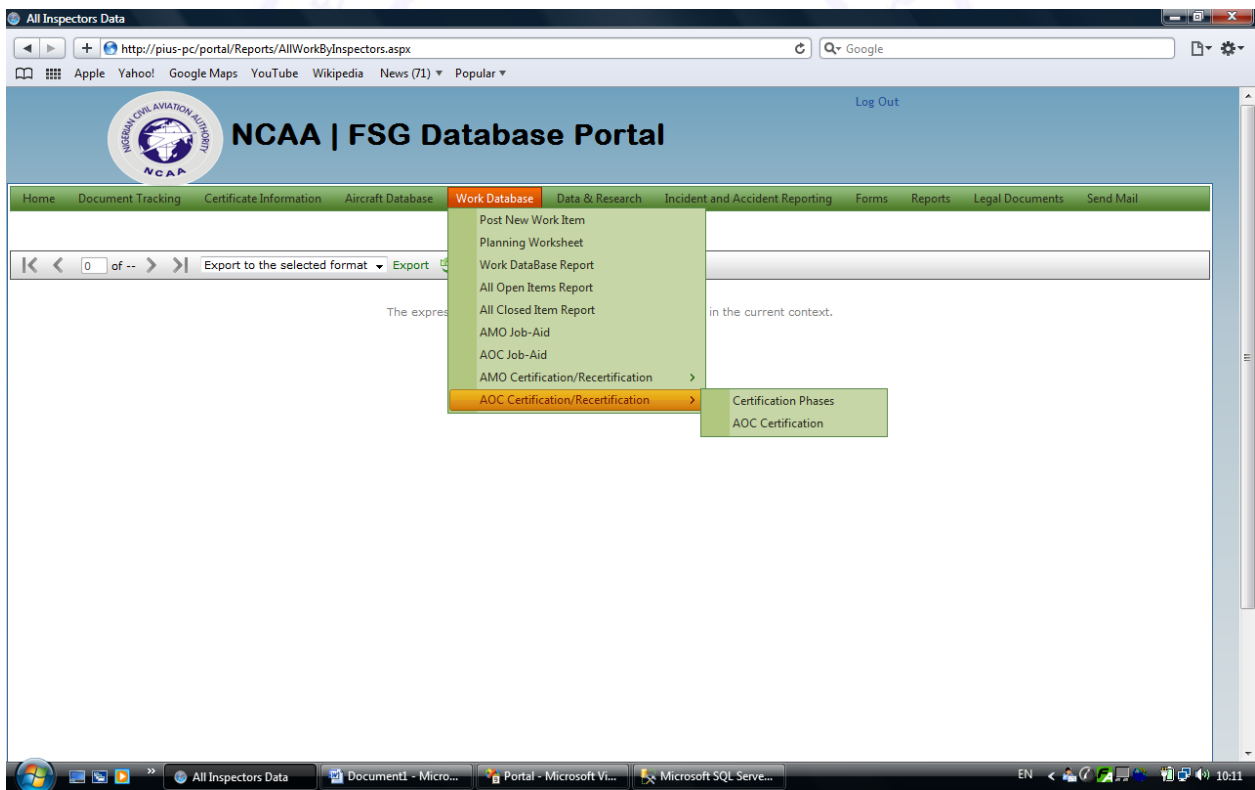 All Inspectors Data
http://pius-pc/portal/Reports/AllWorkByInspectors.aspx
Google
Apple Yahoo! Google Maps YouTube Wikipedia News (71) Popular
Log Out
NIGERIAN CIVIL AVIATION AUTHORITY
NCAA
NCAA | FSG Database Portal
Home Document Tracking Certificate Information Aircraft Database Work Database Data & Research Incident and Accident Reporting Forms Reports Legal Documents Send Mail
Post New Work Item
Planning Worksheet
0 of -- Export to the selected format Export
Work DataBase Report
All Open Items Report
The expres
All Closed Item Report
in the current context.
AMO Job-Aid
AOC Job-Aid
AMO Certification/Recertification >
AOC Certification/Recertification >
Certification Phases
AOC Certification
All Inspectors Data Document1 - Micro... Portal - Microsoft Vi... Microsoft SQL Serve... EN 10:11